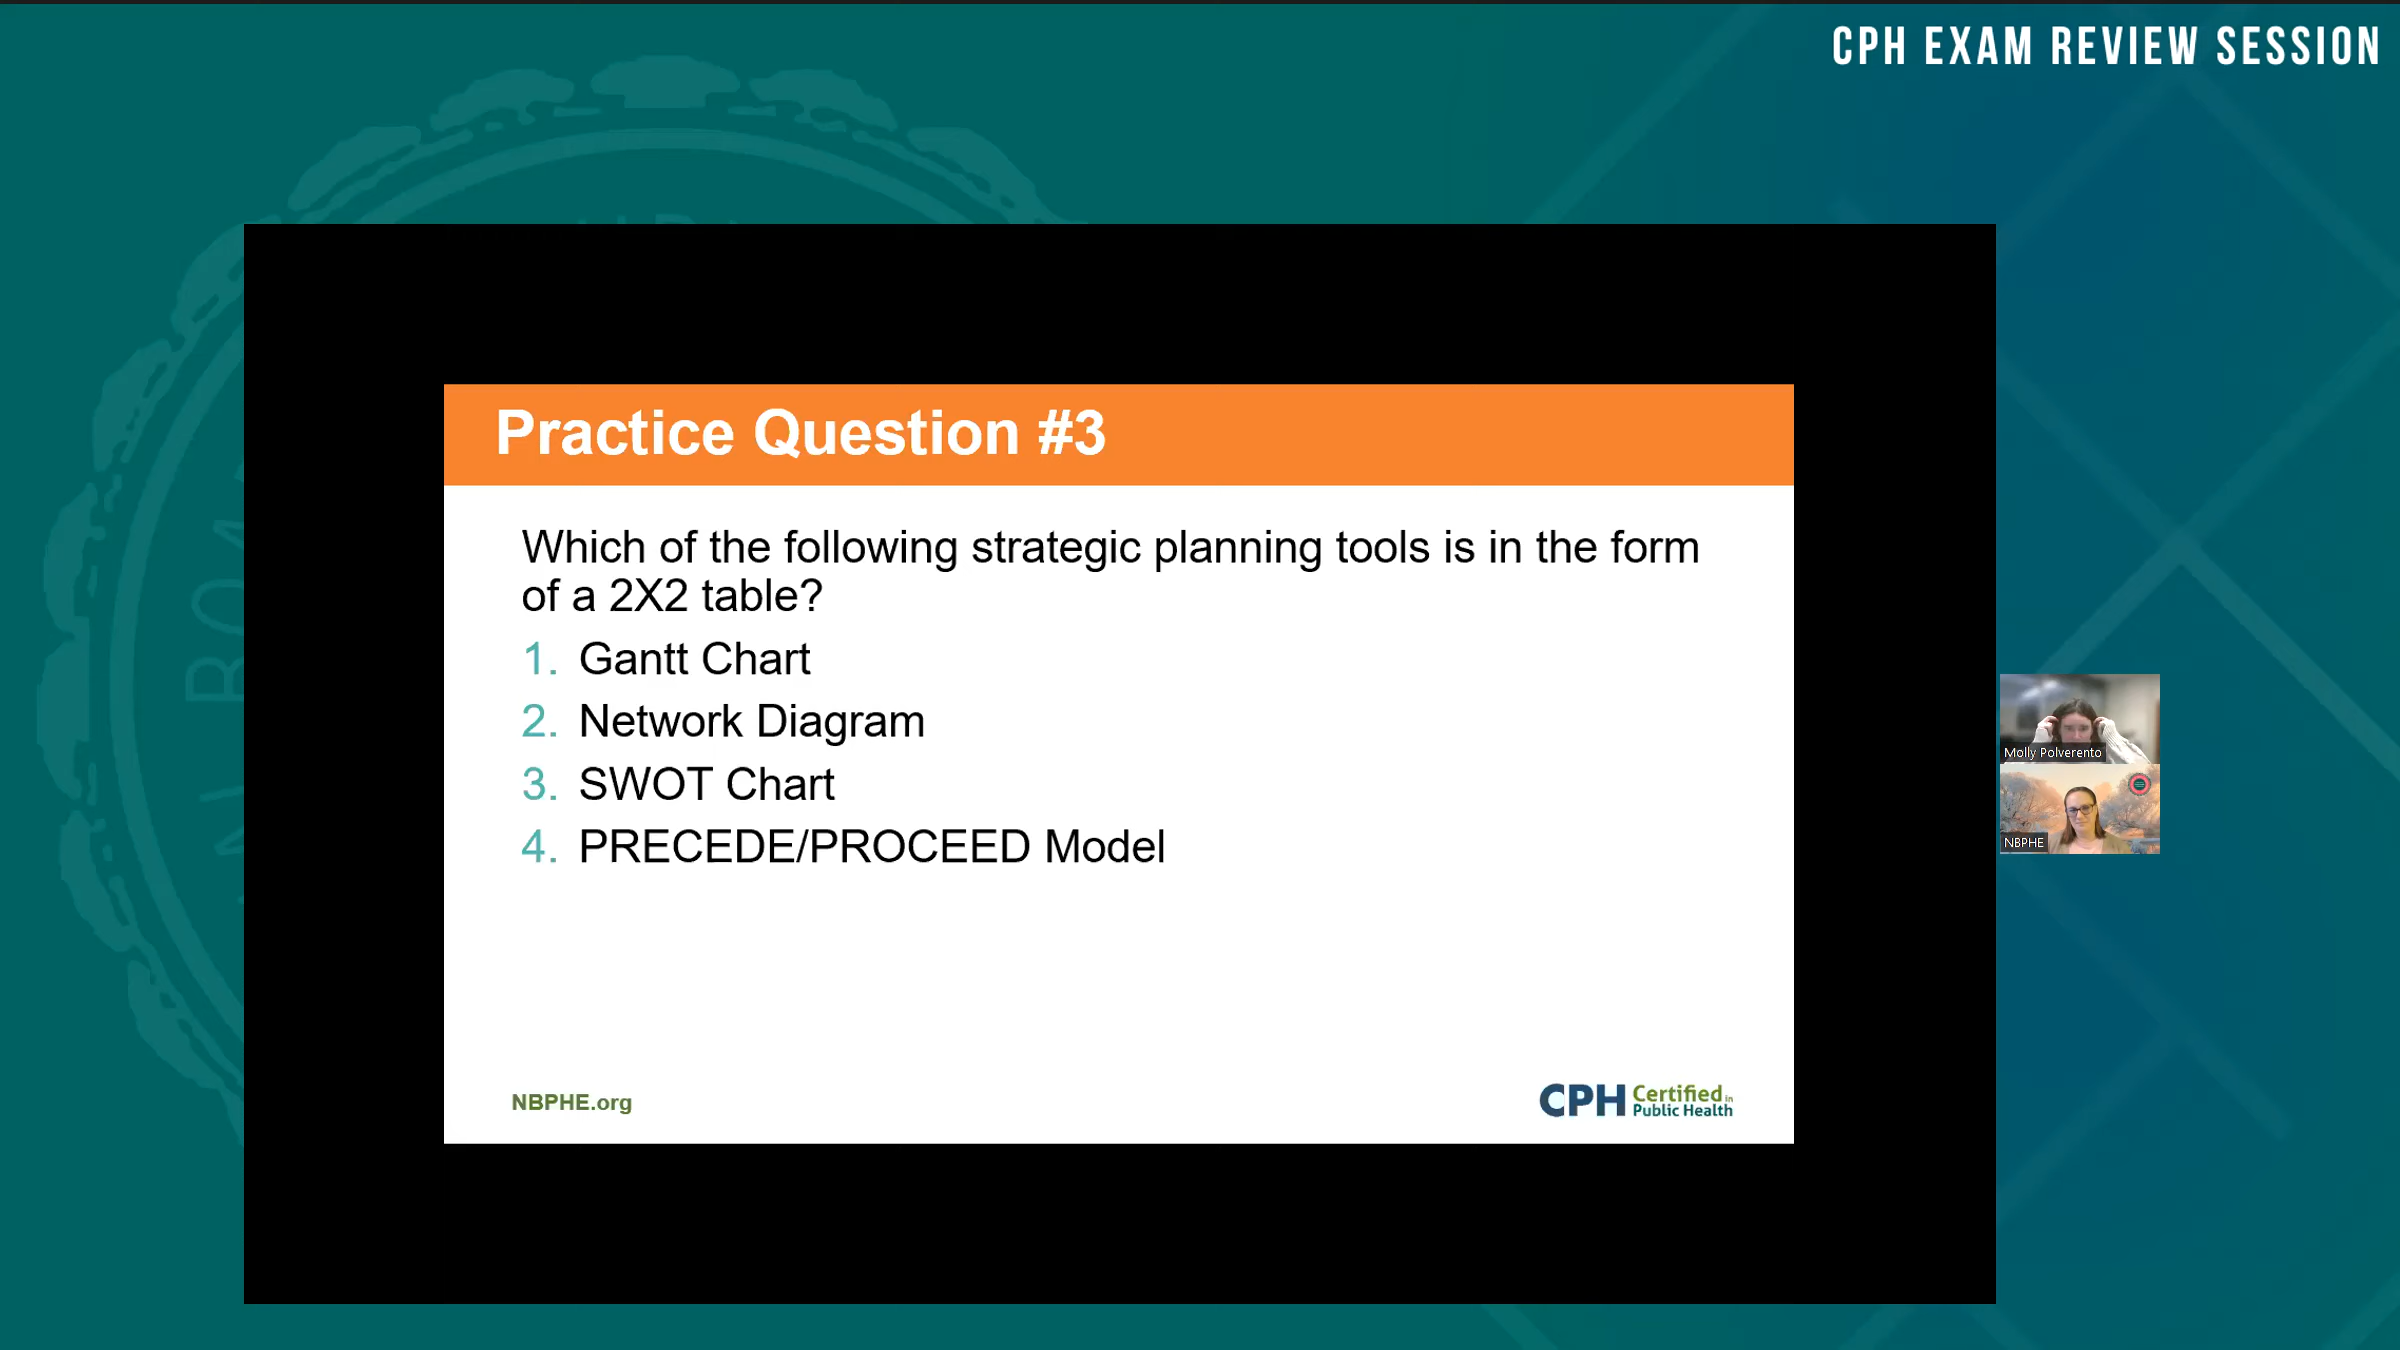 CPH EXAM REVIEW SESSION
Practice Question #3
Which of the following strategic planning tools is in the form
of a 2X2 table?
1. Gantt Chart
2. Network Diagram
3. SWOT Chart
4. PRECEDE/PROCEED Model
NBPHE.org
CPH Certified in
Public Health
Molly Polverento
NBPHE